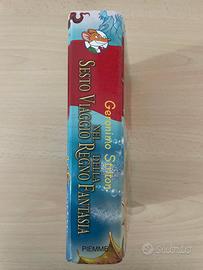 Geronimo Stilton
SESTO VIAGGIO
NEL REGNO DELLA FANTASIA
PIEMME
Subito.it